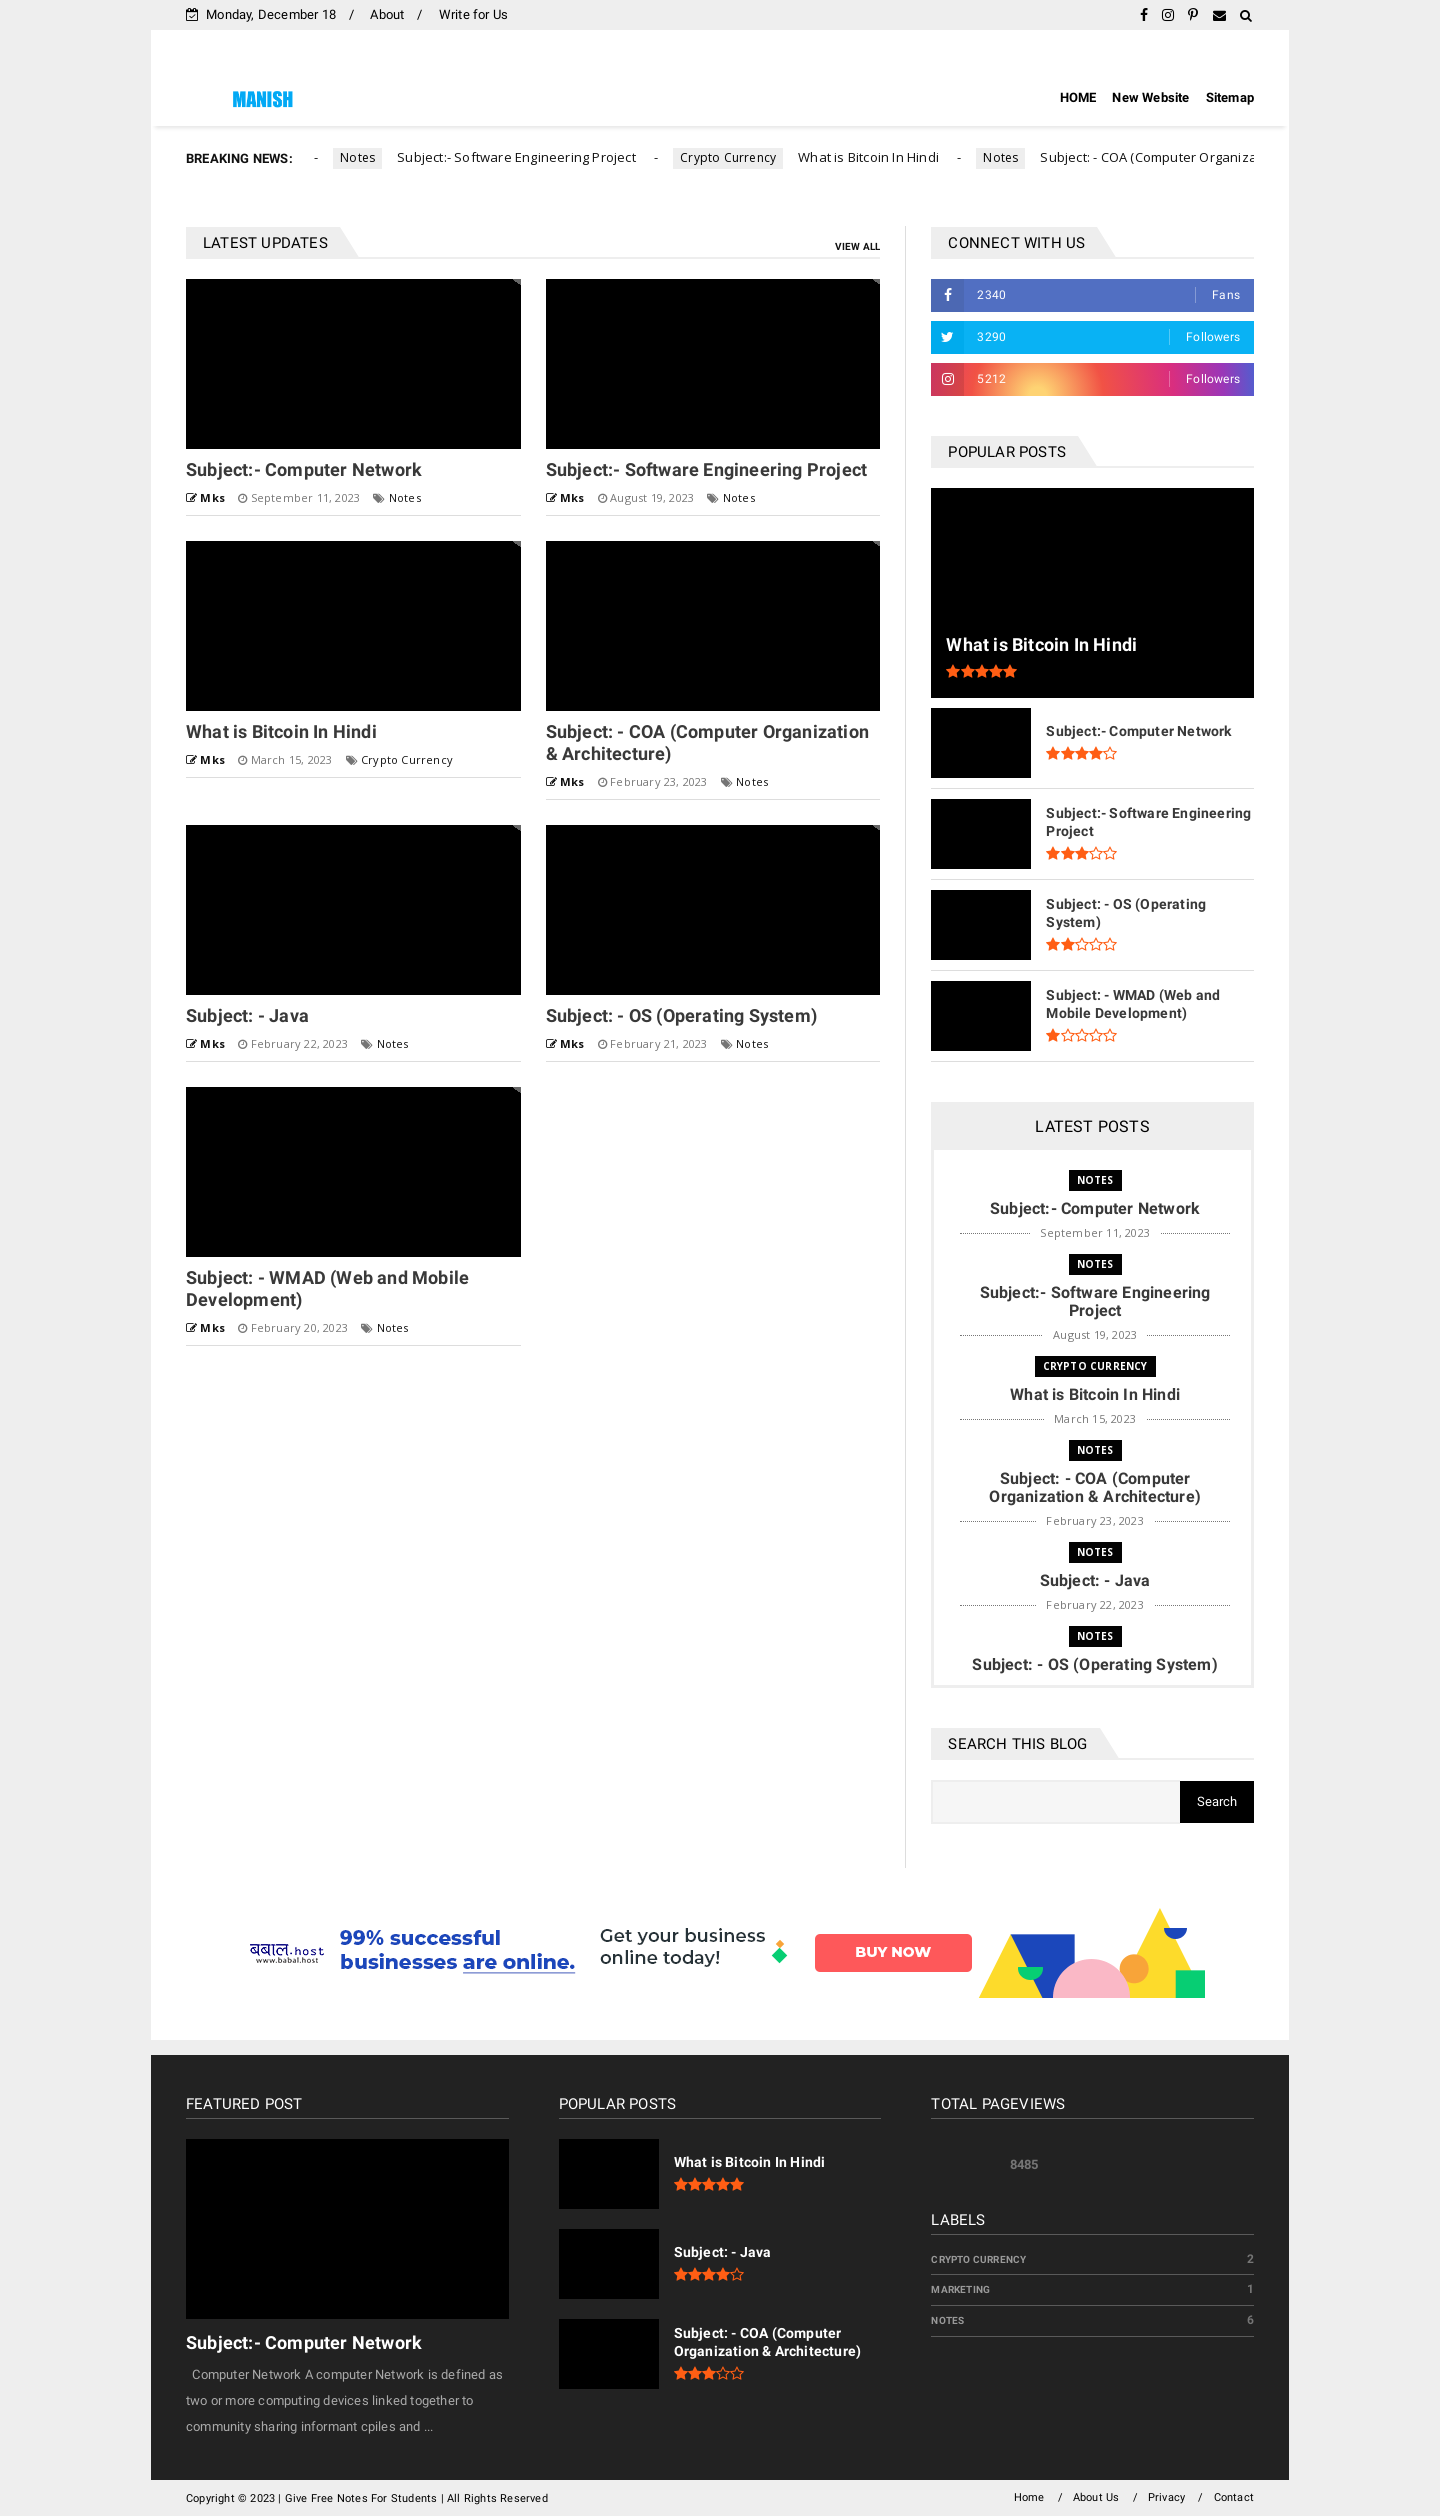 Monday, December 18 / About / Write for Us
MANISH
HOME New Website Sitemap
BREAKING NEWS: - Notes Subject:- Software Engineering Project - Crypto Currency What is Bitcoin In Hindi - Notes Subject: - COA (Computer Organiza
LATEST UPDATES
VIEW ALL
Subject:- Computer Network
Mks September 11, 2023 Notes
Subject:- Software Engineering Project
Mks August 19, 2023 Notes
What is Bitcoin In Hindi
Mks March 15, 2023 Crypto Currency
Subject: - COA (Computer Organization
& Architecture)
Mks February 23, 2023 Notes
Subject: - Java
Mks February 22, 2023 Notes
Subject: - OS (Operating System)
Mks February 21, 2023 Notes
Subject: - WMAD (Web and Mobile
Development)
Mks February 20, 2023 Notes
CONNECT WITH US
2340 Fans
3290 Followers
5212 Followers
POPULAR POSTS
What is Bitcoin In Hindi
Subject:- Computer Network
Subject:- Software Engineering
Project
Subject: - OS (Operating
System)
Subject: - WMAD (Web and
Mobile Development)
LATEST POSTS
NOTES
Subject:- Computer Network
September 11, 2023
NOTES
Subject:- Software Engineering
Project
August 19, 2023
CRYPTO CURRENCY
What is Bitcoin In Hindi
March 15, 2023
NOTES
Subject: - COA (Computer
Organization & Architecture)
February 23, 2023
NOTES
Subject: - Java
February 22, 2023
NOTES
Subject: - OS (Operating System)
SEARCH THIS BLOG
Search
बबाल.host
www.babal.host
99% successful
businesses are online.
Get your business
online today!
BUY NOW
FEATURED POST
Subject:- Computer Network
Computer Network A computer Network is defined as
two or more computing devices linked together to
community sharing informant cpiles and ...
POPULAR POSTS
What is Bitcoin In Hindi
Subject: - Java
Subject: - COA (Computer
Organization & Architecture)
TOTAL PAGEVIEWS
8485
LABELS
CRYPTO CURRENCY 2
MARKETING 1
NOTES 6
Copyright © 2023 | Give Free Notes For Students | All Rights Reserved
Home / About Us / Privacy / Contact